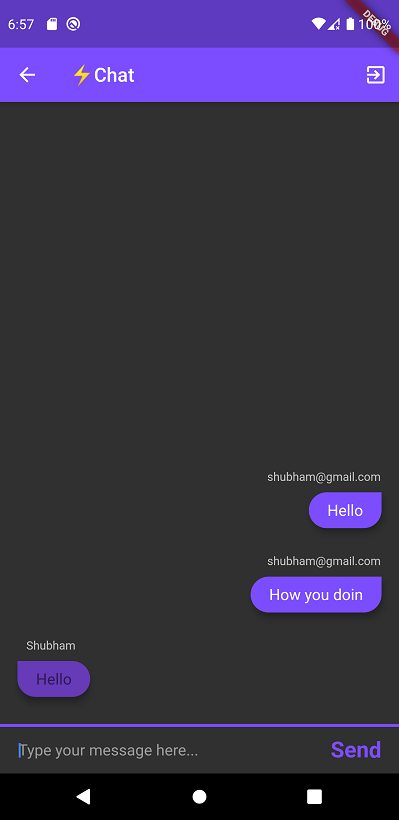 6:57
100%
DEBUG
⚡Chat
shubham@gmail.com
Hello
shubham@gmail.com
How you doin
Shubham
Hello
Type your message here...
Send